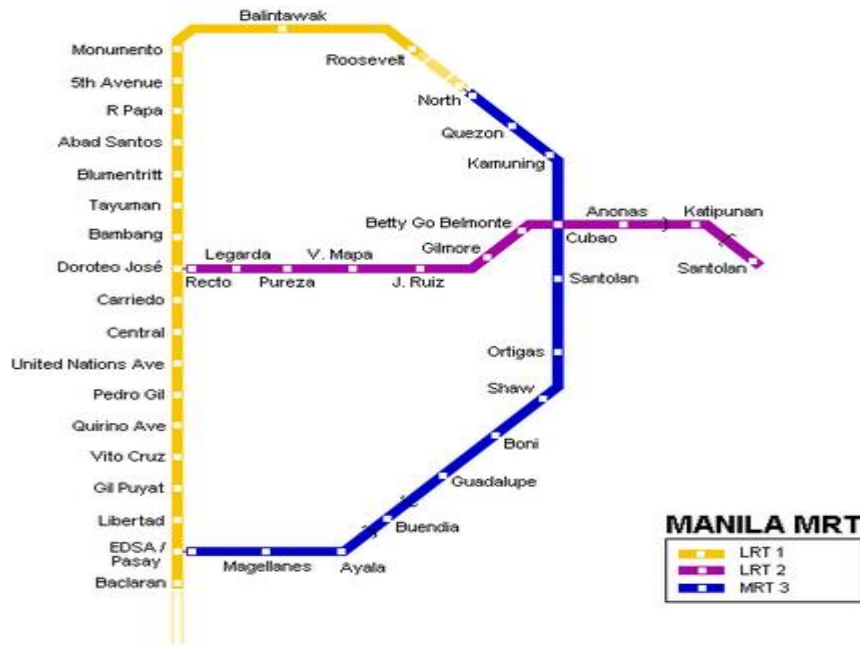 Balintawak
Monumento
Roosevelt
5th Avenue
North
R Papa
Quezon
Abad Santos
Kamuning
Blumentritt
Tayuman
Betty Go Belmonte
Anonas
Katipunan
Bambang
Cubao
Legarda
V. Mapa
Gilmore
Doroteo José
Santolan
Recto
Pureza
J. Ruiz
Santolan
Carriedo
Central
Ortigas
United Nations Ave
Pedro Gil
Shaw
Quirino Ave
Boni
Vito Cruz
Guadalupe
Gil Puyat
Libertad
Buendia
EDSA /
Pasay
Magellanes
Ayala
Baclaran
MANILA MRT
LRT 1
LRT 2
MRT 3